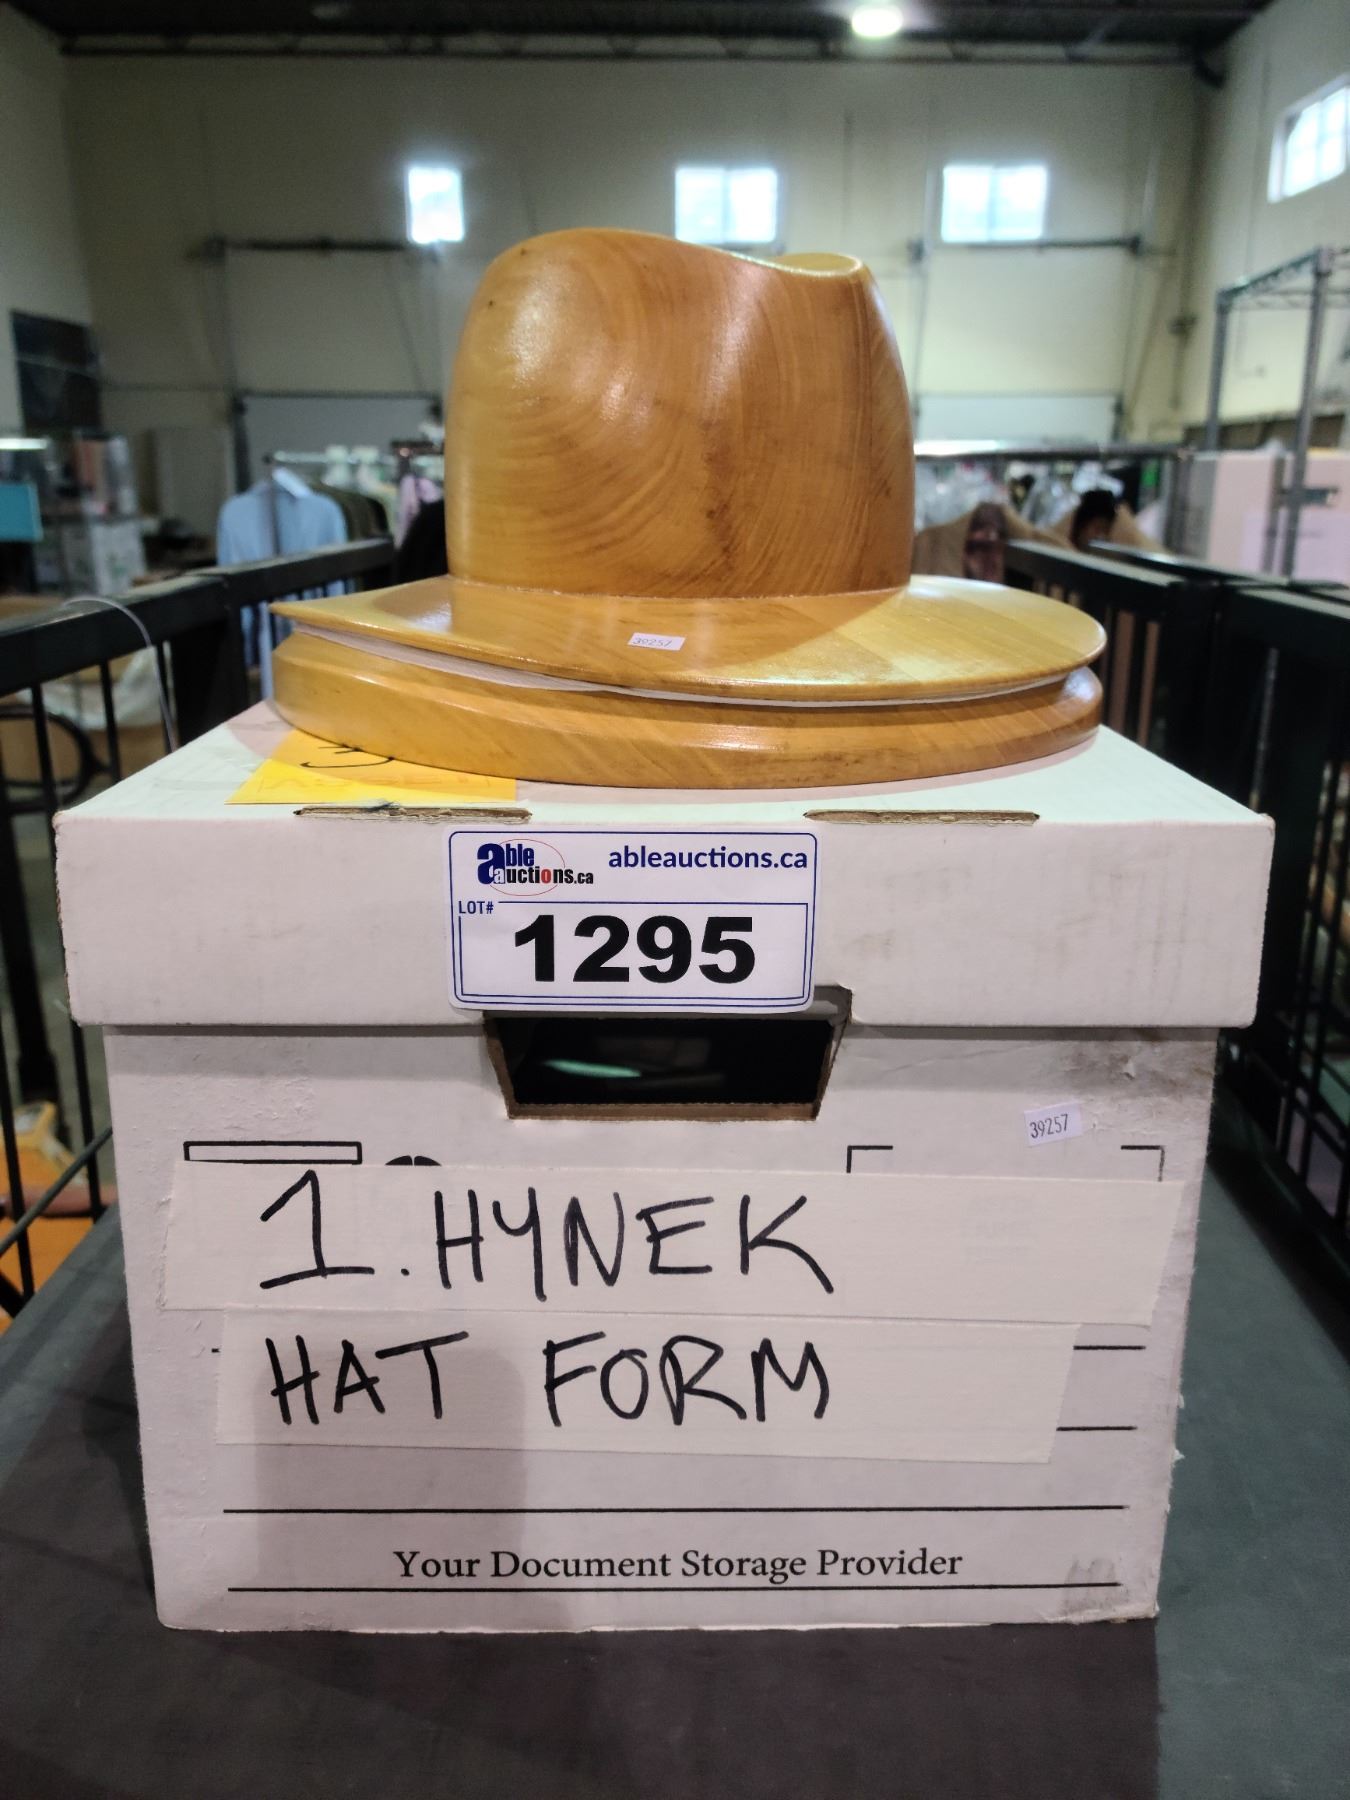 39257
able auctions.ca
ableauctions.ca
LOT#
1295
39257
1. HYNEK
HAT FORM
Your Document Storage Provider